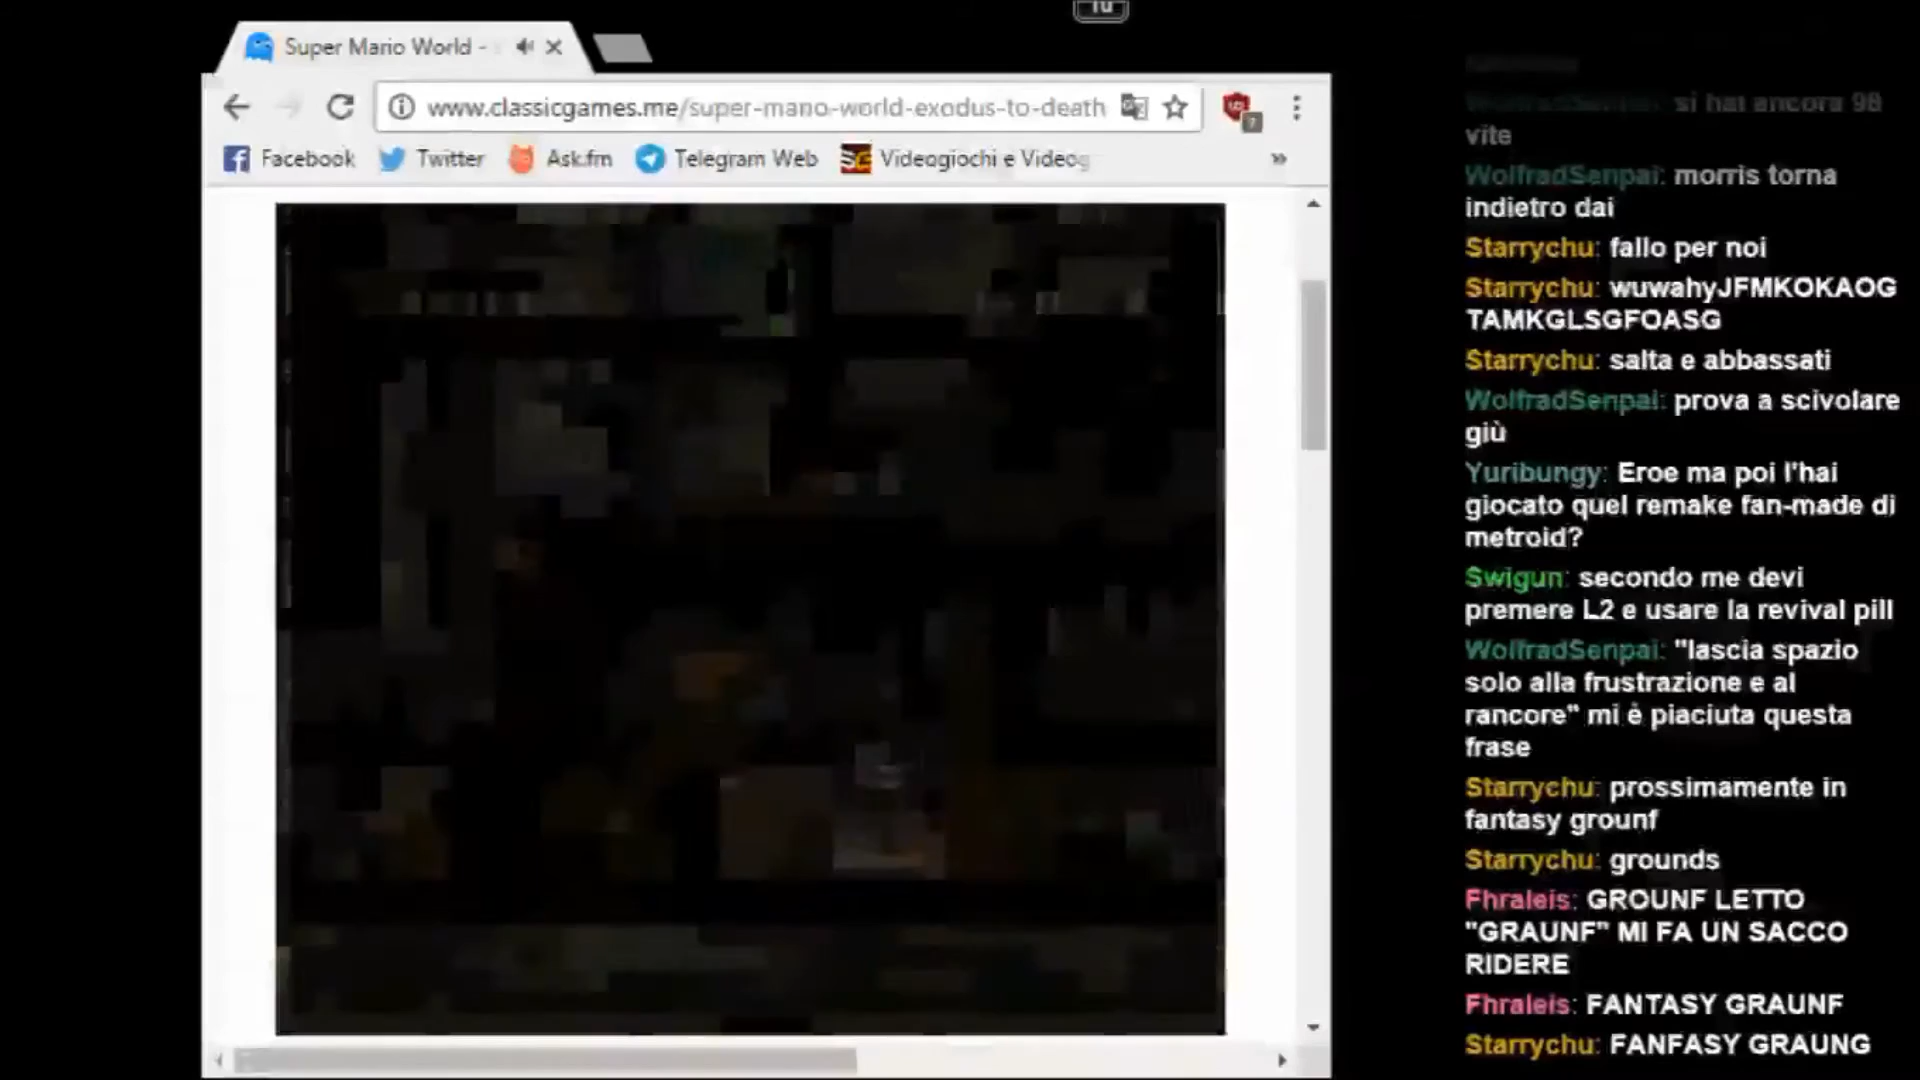 Super Mario World -
www.classicgames.me/super-mario-world-exodus-to-death
Facebook Twitter Ask.fm Telegram Web Videogiochi e Videog »
WolfradSenpai: si hai ancora 98
vite
WolfradSenpai: morris torna
indietro dai
Starrychu: fallo per noi
Starrychu: wuwahyJFMKOKAOG
TAMKGLSGFOASG
Starrychu: salta e abbassati
WolfradSenpai: prova a scivolare
giù
Yuribungy: Eroe ma poi l'hai
giocato quel remake fan-made di
metroid?
Swigun: secondo me devi
premere L2 e usare la revival pill
WolfradSenpai: "lascia spazio
solo alla frustrazione e al
rancore" mi è piaciuta questa
frase
Starrychu: prossimamente in
fantasy grounf
Starrychu: grounds
Fhraleis: GROUNF LETTO
"GRAUNF" MI FA UN SACCO
RIDERE
Fhraleis: FANTASY GRAUNF
Starrychu: FANFASY GRAUNG